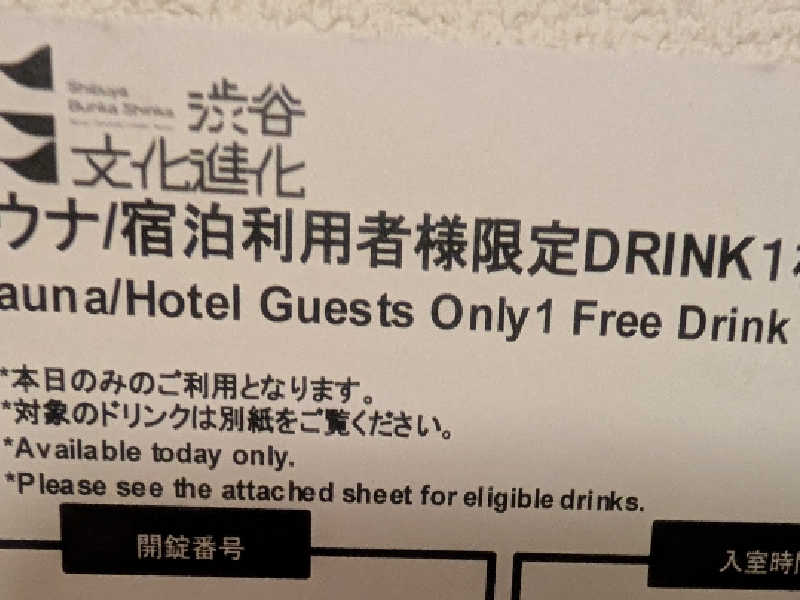 Shibuya
Bunka Shinka
渋谷
文化進化
ウナ/宿泊利用者様限定DRINK1
auna/Hotel Guests Only1 Free Drink
*本日のみのご利用となります。
*対象のドリンクは別紙をご覧ください。
*Available today only.
*Please see the attached sheet for eligible drinks.
開錠番号
入室時間